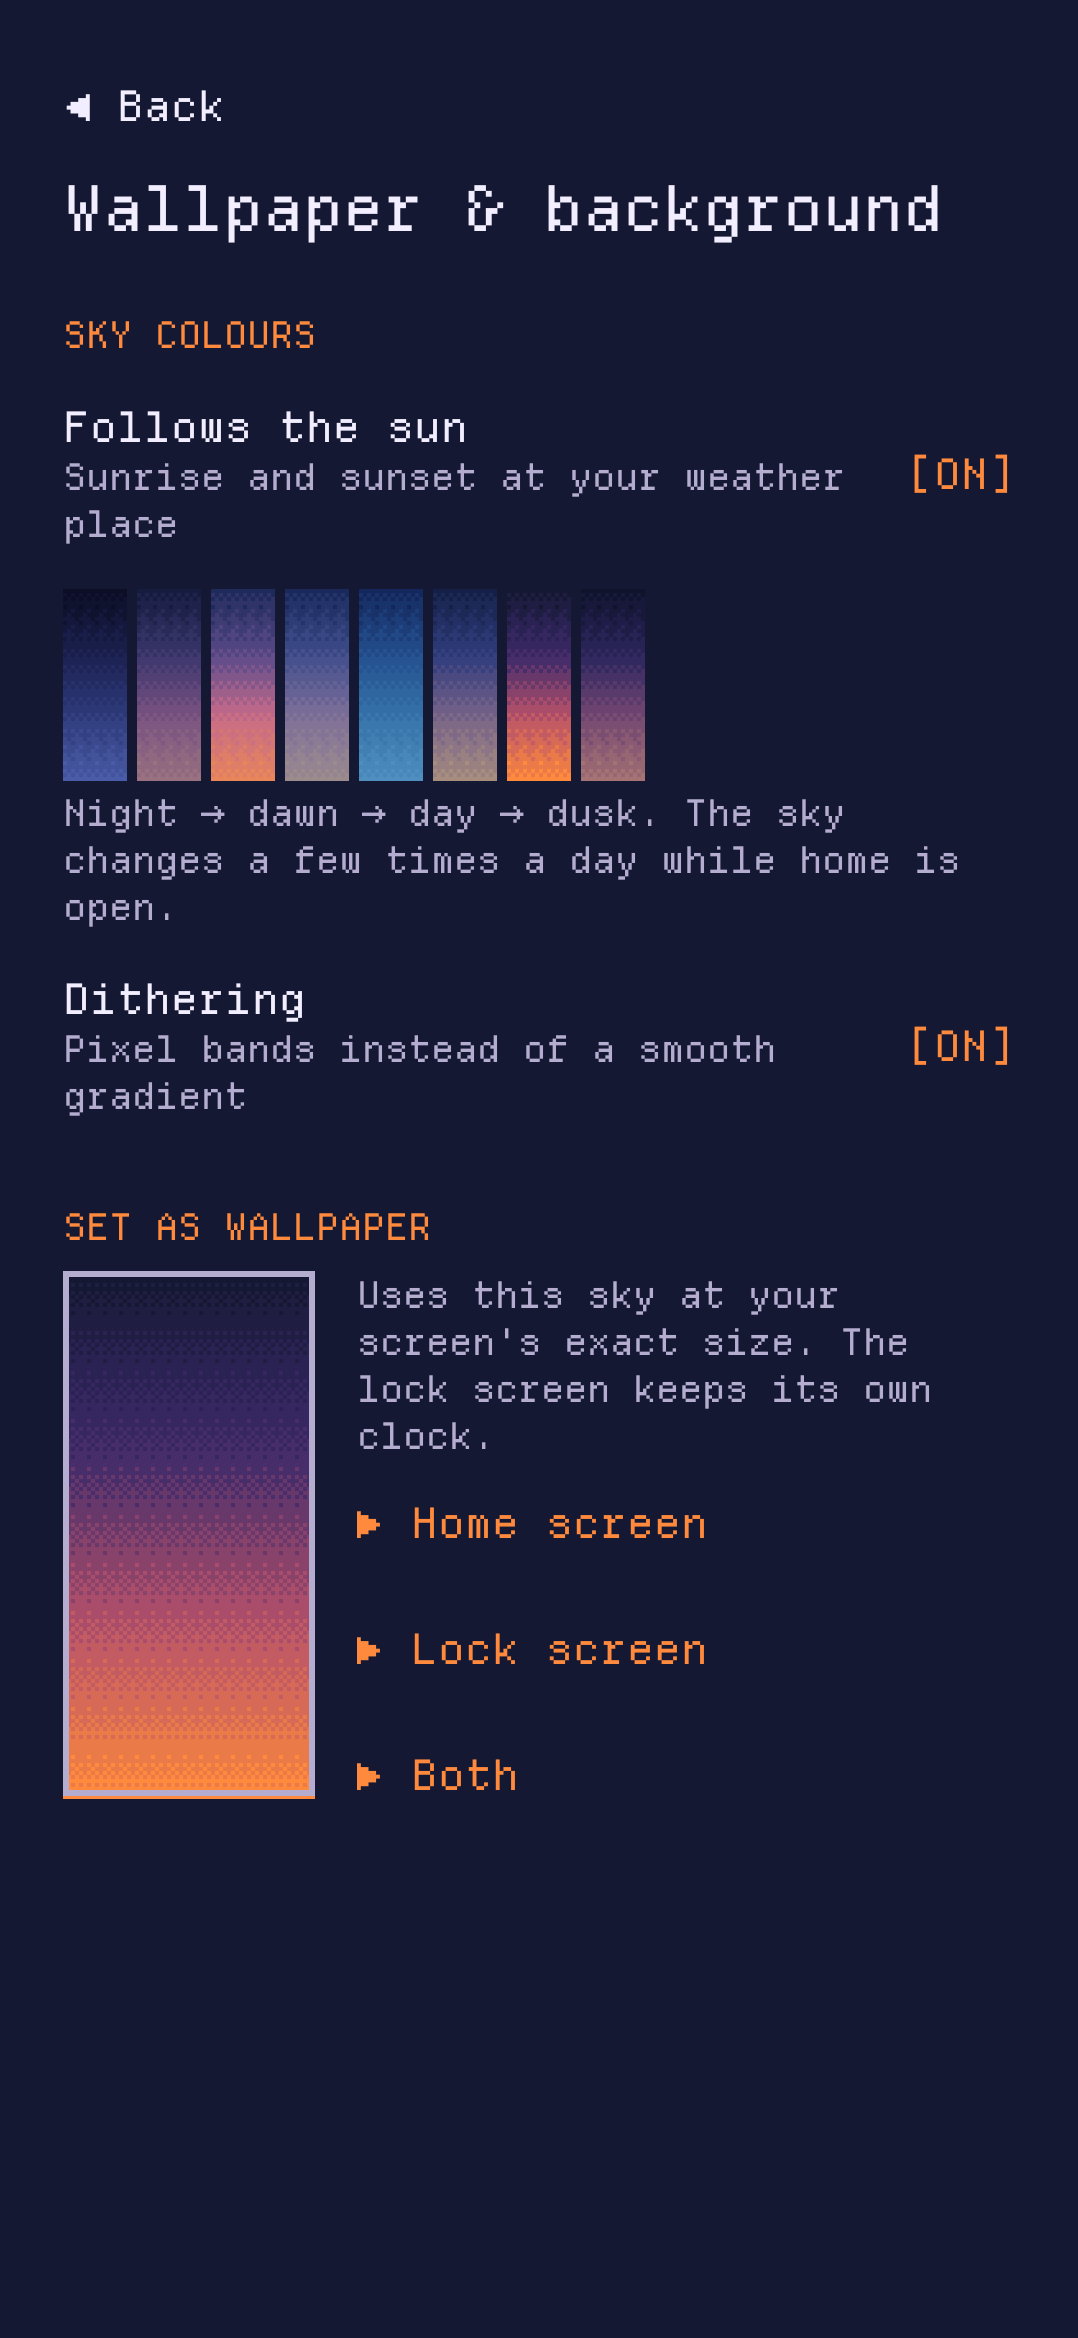 ◀ Back
Wallpaper & background
SKY COLOURS
Follows the sun
Sunrise and sunset at your weather
place
[ON]
Night → dawn → day → dusk. The sky
changes a few times a day while home is
open.
Dithering
Pixel bands instead of a smooth
gradient
[ON]
SET AS WALLPAPER
Uses this sky at your
screen's exact size. The
lock screen keeps its own
clock.
▶ Home screen
▶ Lock screen
▶ Both